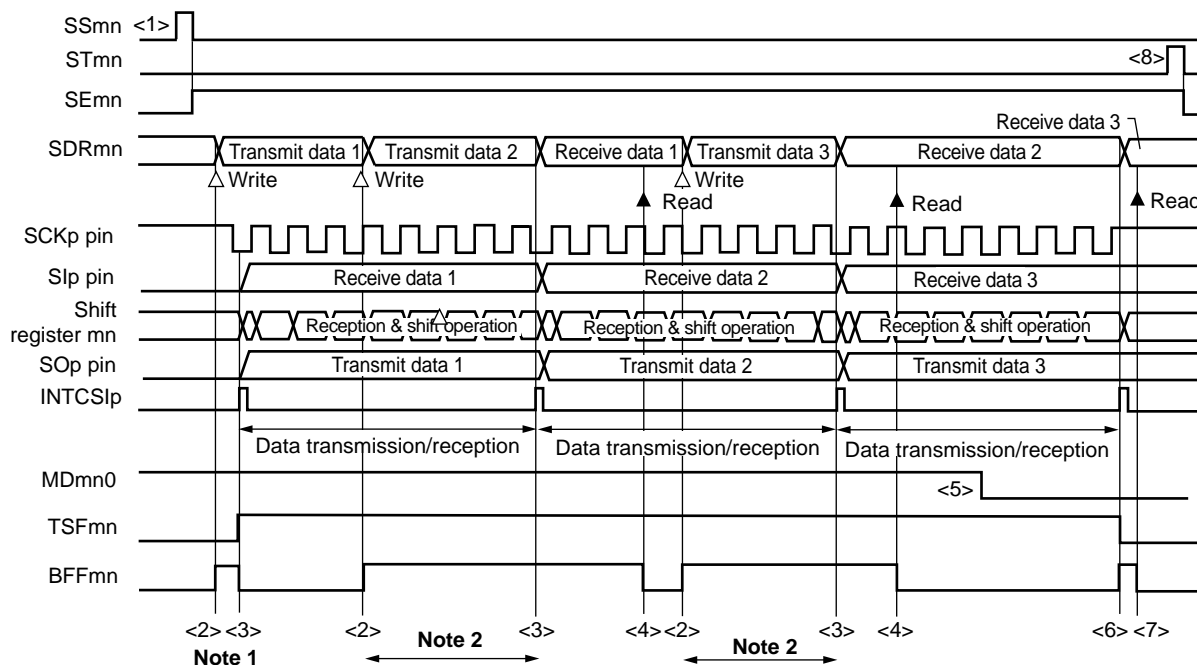 SSmn <1>
STmn <8>
SEmn
Receive data 3
SDRmn Transmit data 1 Transmit data 2 Receive data 1 Transmit data 3 Receive data 2
Write Write Write
Read Read Read
SCKp pin
SIp pin Receive data 1 Receive data 2 Receive data 3
Shift
register mn Reception & shift operation Reception & shift operation Reception & shift operation
SOp pin Transmit data 1 Transmit data 2 Transmit data 3
INTCSIp
Data transmission/reception Data transmission/reception Data transmission/reception
MDmn0 <5>
TSFmn
BFFmn
<2> <3> <2> <3> <4> <2> <3> <4> <6> <7>
Note 1 Note 2 Note 2